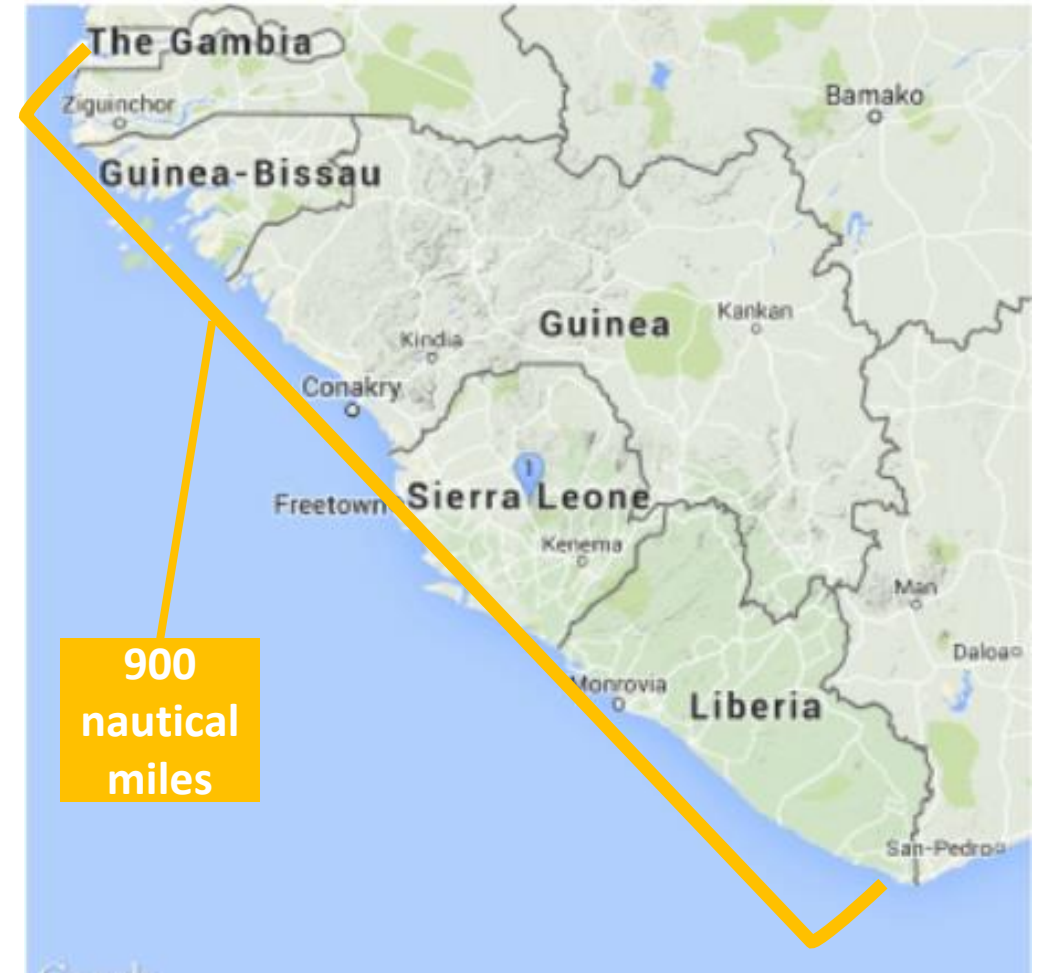 The Gambia
Bamako
Ziguinchor
Guinea-Bissau
Kankan
Guinea
Kindia
Conakry
1
Freetown
Sierra Leone
Kenema
Man
Daloa
900
nautical
miles
Monrovia
Liberia
San-Pedro